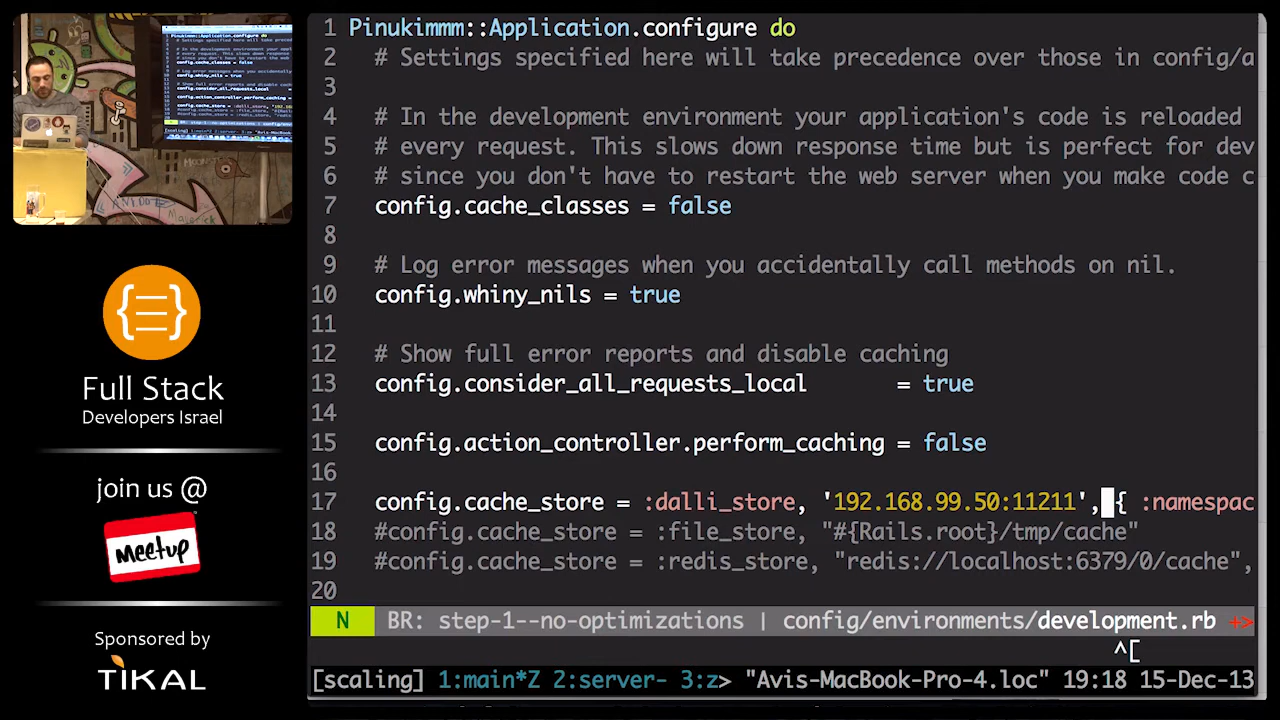 1 Pinukimmm::Application.configure do
2 # Settings specified here will take precedence over those in config/a
3
4 # In the development environment your application's code is reloaded
5 # every request. This slows down response time but is perfect for dev
6 # since you don't have to restart the web server when you make code c
7 config.cache_classes = false
8
9 # Log error messages when you accidentally call methods on nil.
10 config.whiny_nils = true
11
12 # Show full error reports and disable caching
13 config.consider_all_requests_local = true
14
15 config.action_controller.perform_caching = false
16
17 config.cache_store = :dalli_store, '192.168.99.50:11211', { :namespac
18 #config.cache_store = :file_store, "#{Rails.root}/tmp/cache"
19 #config.cache_store = :redis_store, "redis://localhost:6379/0/cache",
20
N BR: step-1--no-optimizations | config/environments/development.rb +>
^[
[scaling] 1:main*Z 2:server- 3:z> "Avis-MacBook-Pro-4.loc" 19:18 15-Dec-13
{≡}
Full Stack
Developers Israel
join us @
Meetup
Sponsored by
TIKAL